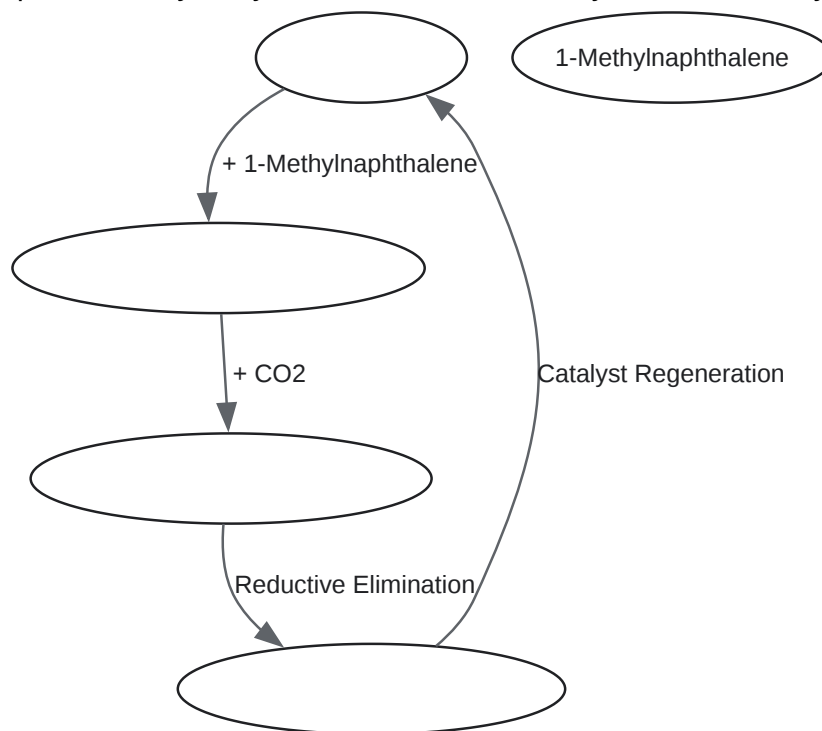 1-Methylnaphthalene
+ 1-Methylnaphthalene
+ CO2
Catalyst Regeneration
Reductive Elimination